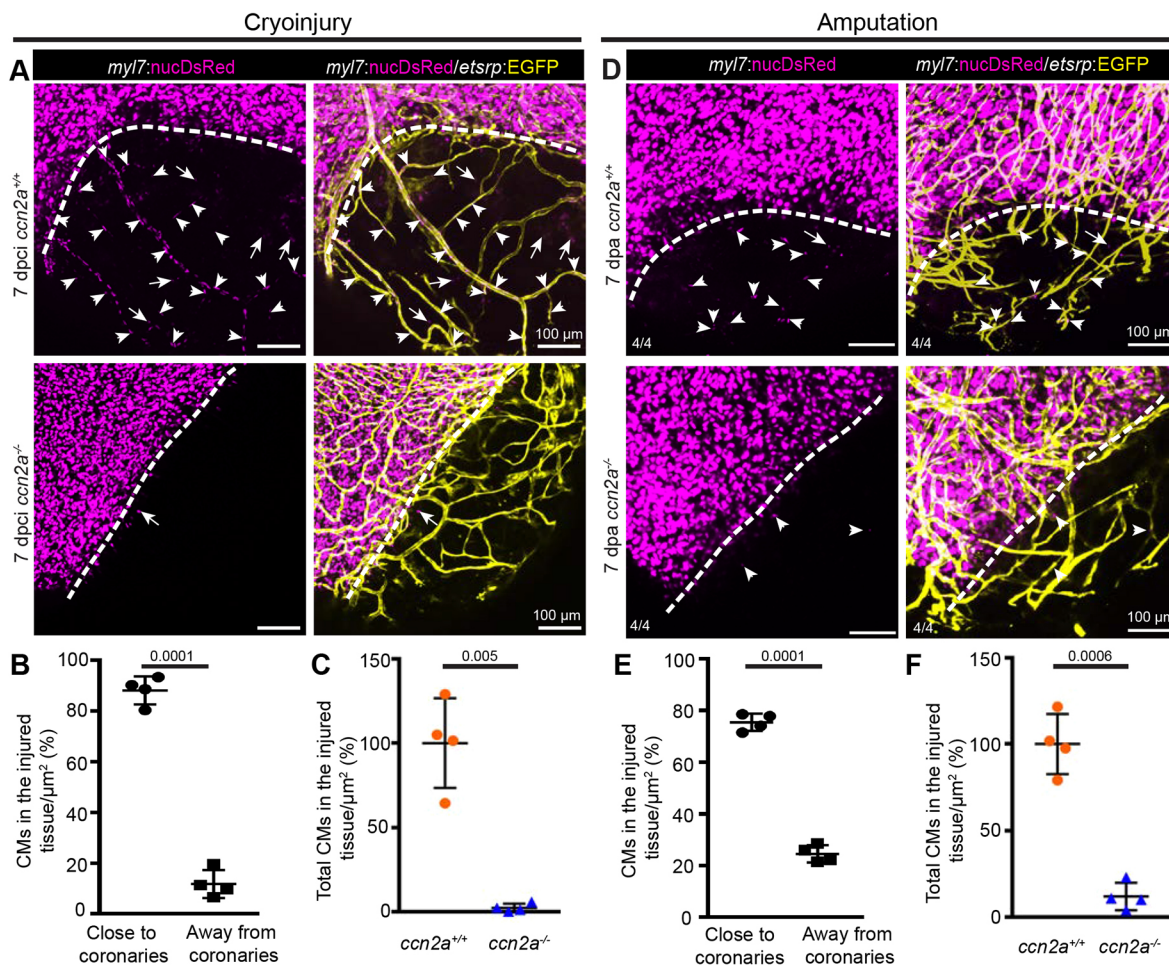 Cryoinjury
Amputation
A
myl7:nucDsRed
myl7:nucDsRed/etsrp:EGFP
D
myl7:nucDsRed
myl7:nucDsRed/etsrp:EGFP
7 dpci ccn2a+/+
100 µm
7 dpa ccn2a+/+
4/4
100 µm
7 dpci ccn2a-/-
100 µm
7 dpa ccn2a-/-
4/4
4/4
100 µm
B
CMs in the injured
tissue/µm² (%)
100
80
60
40
20
0
0.0001
Close to
coronaries
Away from
coronaries
C
Total CMs in the injured
tissue/µm² (%)
150
100
50
0
0.005
ccn2a+/+
ccn2a-/-
E
CMs in the injured
tissue/µm² (%)
100
80
60
40
20
0
0.0001
Close to
coronaries
Away from
coronaries
F
Total CMs in the injured
tissue/µm² (%)
150
100
50
0
0.0006
ccn2a+/+
ccn2a-/-